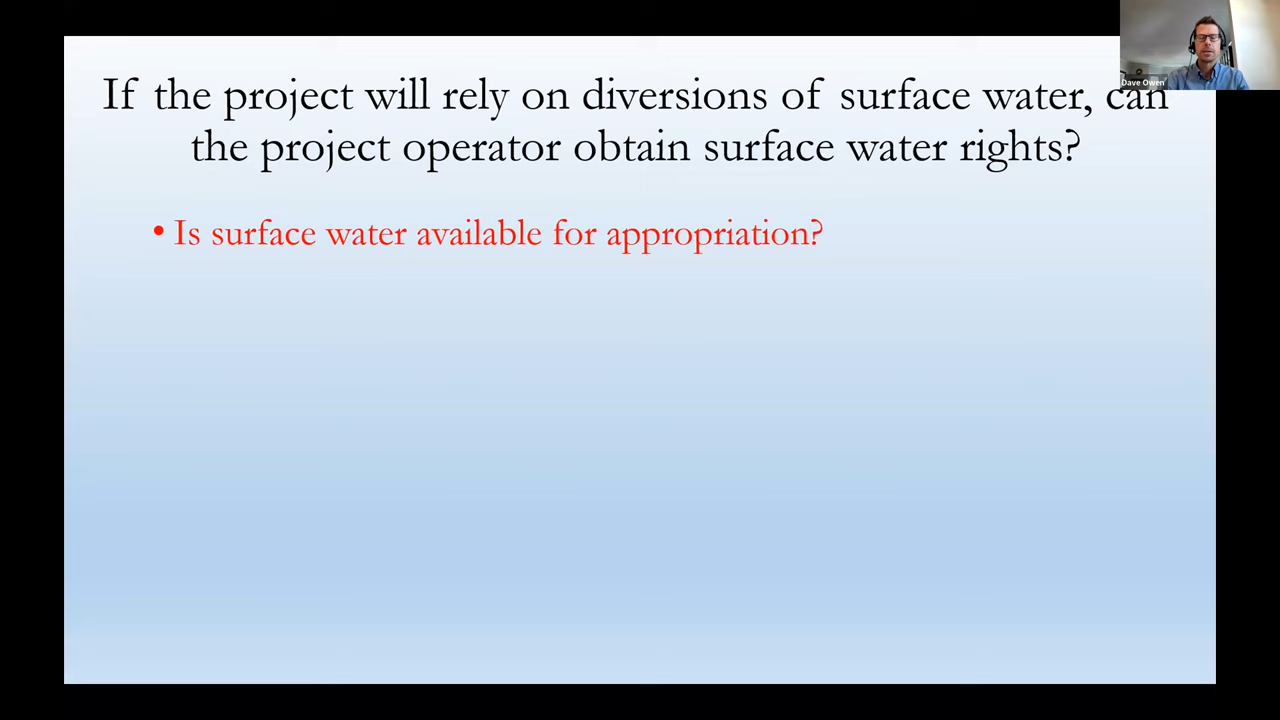 If the project will rely on diversions of surface water, can
the project operator obtain surface water rights?
• Is surface water available for appropriation?
Dave Owen